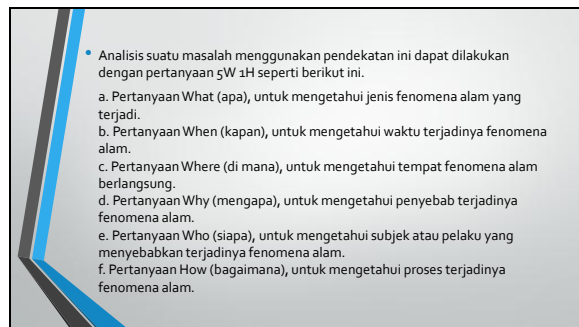 • Analisis suatu masalah menggunakan pendekatan ini dapat dilakukan
dengan pertanyaan 5W 1H seperti berikut ini.
a. Pertanyaan What (apa), untuk mengetahui jenis fenomena alam yang
terjadi.
b. Pertanyaan When (kapan), untuk mengetahui waktu terjadinya fenomena
alam.
c. Pertanyaan Where (di mana), untuk mengetahui tempat fenomena alam
berlangsung.
d. Pertanyaan Why (mengapa), untuk mengetahui penyebab terjadinya
fenomena alam.
e. Pertanyaan Who (siapa), untuk mengetahui subjek atau pelaku yang
menyebabkan terjadinya fenomena alam.
f. Pertanyaan How (bagaimana), untuk mengetahui proses terjadinya
fenomena alam.